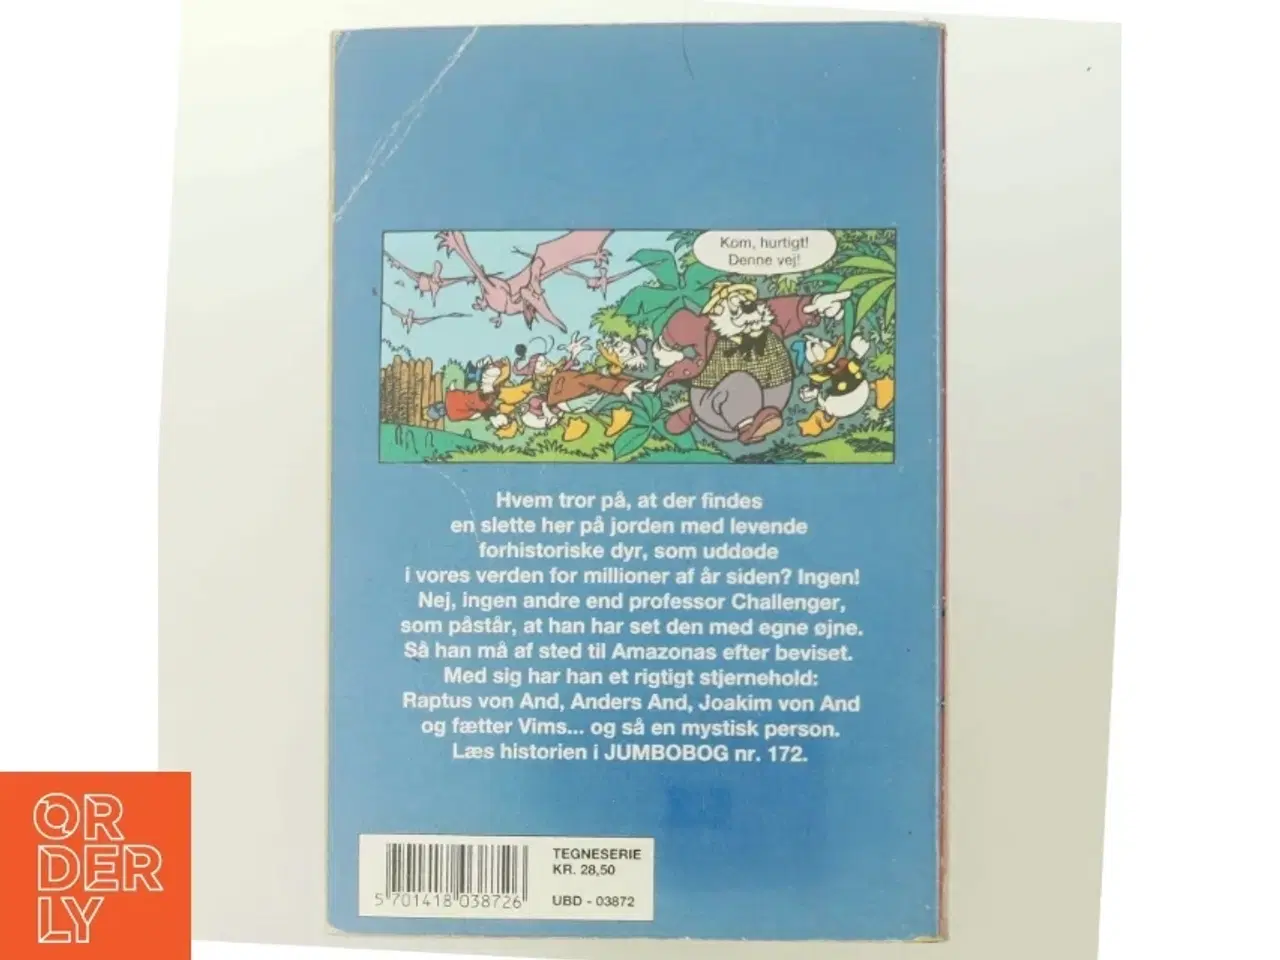 Kom, hurtigt!
Denne vej!
Hvem tror på, at der findes
en slette her på jorden med levende
forhistoriske dyr, som uddøde
i vores verden for millioner af år siden? Ingen!
Nej, ingen andre end professor Challenger,
som påstår, at han har set den med egne øjne.
Så han må af sted til Amazonas efter beviset.
Med sig har han et rigtigt stjernehold:
Raptus von And, Anders And, Joakim von And
og fætter Vims... og så en mystisk person.
Læs historien i JUMBOBOG nr. 172.
TEGNESERIE
KR. 28,50
5 701418 038726
UBD - 03872
OR
DER
LY